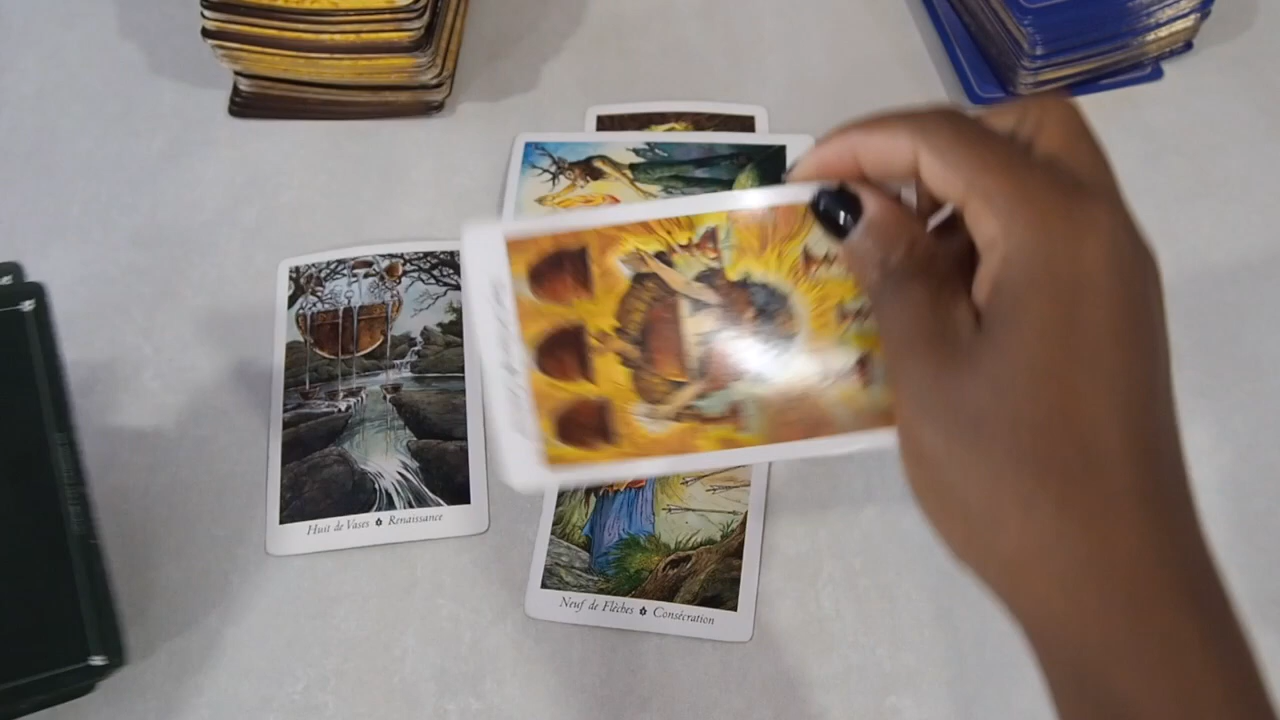 Huit de Vases ✽ Renaissance
Neuf de Flèches ✽ Consécration